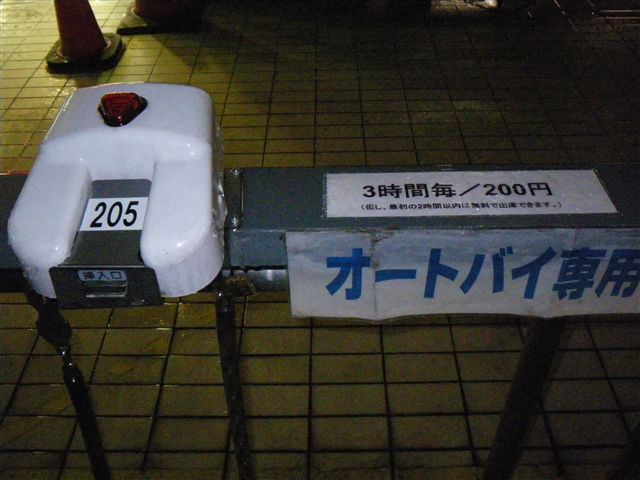 205
挿入口
3時間毎／200円
(但し、最初の2時間以内は無料で出庫できます。)
オートバイ専用